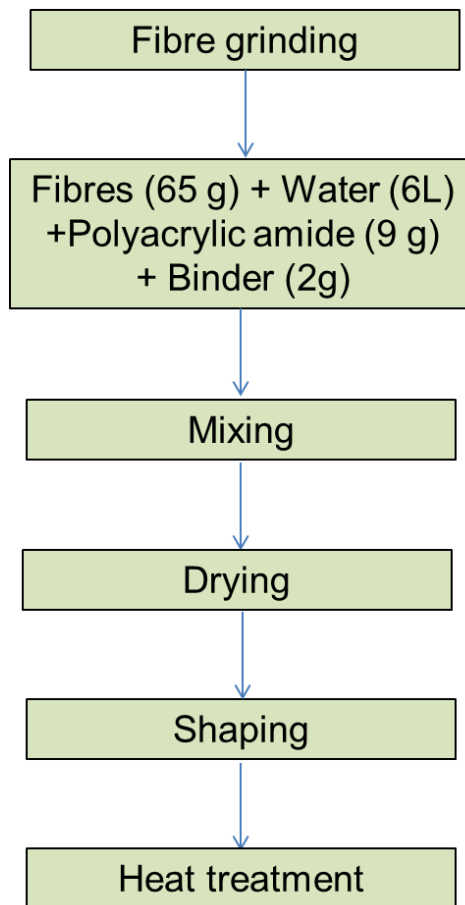 Fibre grinding
Fibres (65 g) + Water (6L)
+Polyacrylic amide (9 g)
+ Binder (2g)
Mixing
Drying
Shaping
Heat treatment